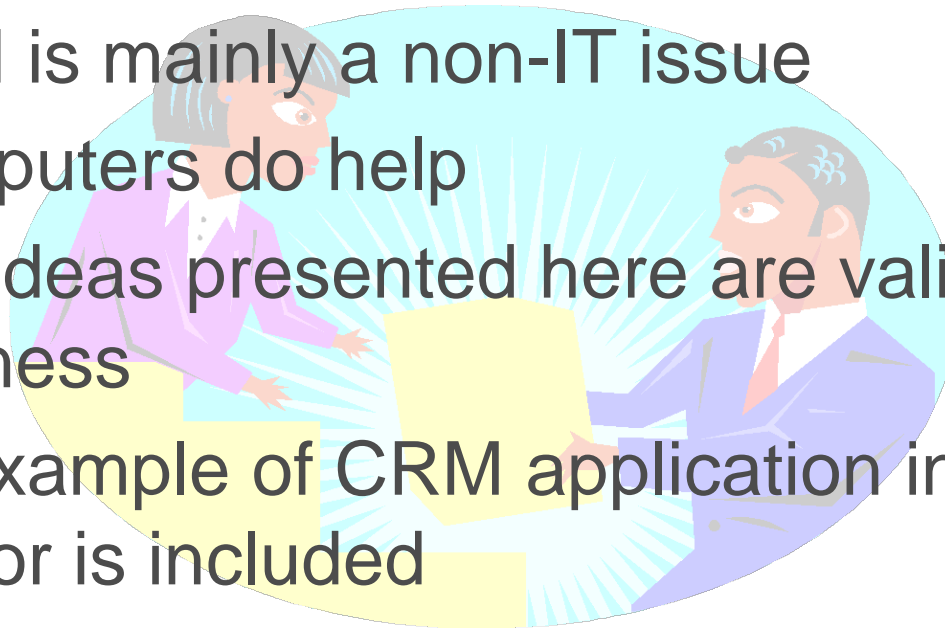 is mainly a non-IT issue
puters do help
deas presented here are vali
ness
xample of CRM application in
or is included